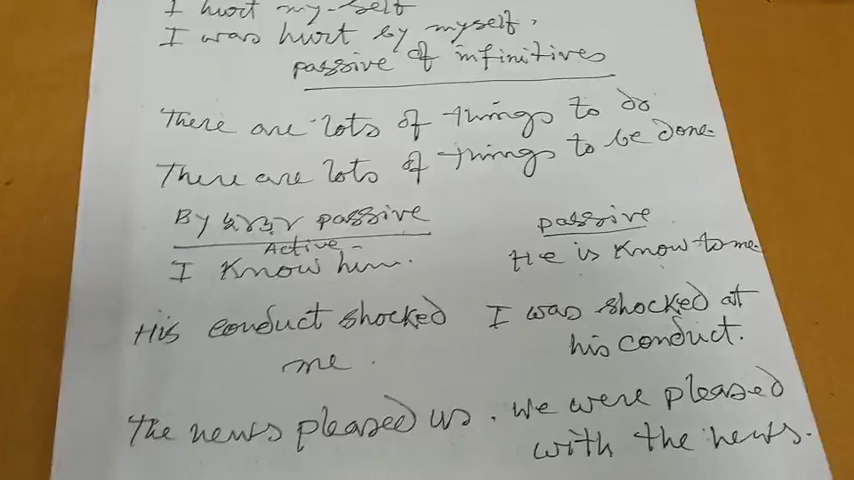 I hurt my-self
I was hurt by myself.
passive of infinitives
There are lots of things to do
There are lots of things to be done.
By passive
Active
passive
I Know him.
He is Know to me.
His conduct shocked
me.
I was shocked at
his conduct.
The news pleased us.
We were pleased
with the news.